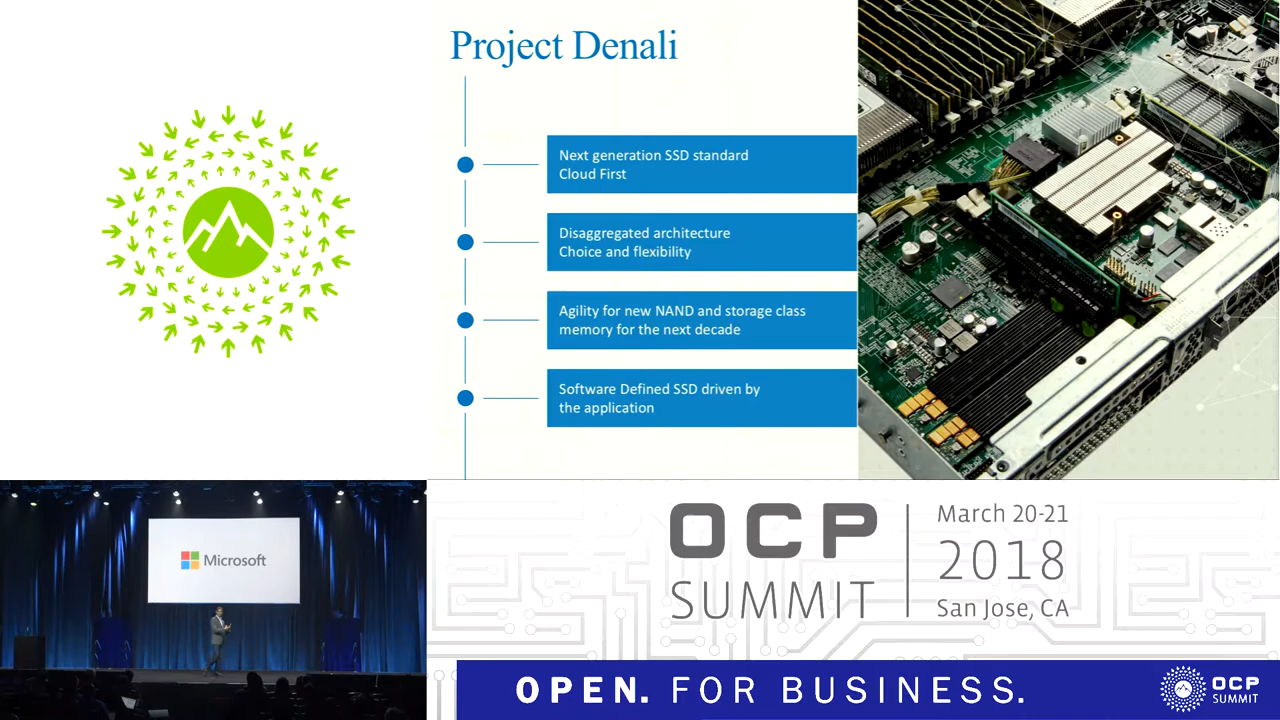 Project Denali
Next generation SSD standard
Cloud First
Disaggregated architecture
Choice and flexibility
Agility for new NAND and storage class
memory for the next decade
Software Defined SSD driven by
the application
Microsoft
OCP
SUMMIT
March 20-21
2018
San Jose, CA
OPEN. FOR BUSINESS.
OCP
SUMMIT